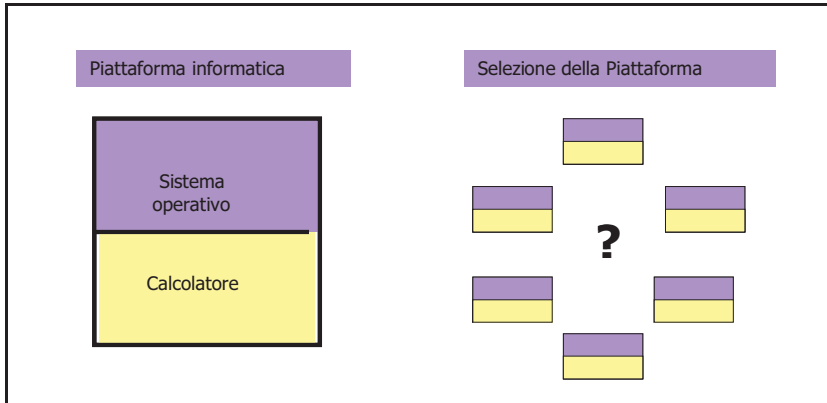 Piattaforma informatica
Selezione della Piattaforma
Sistema
operativo
Calcolatore
?